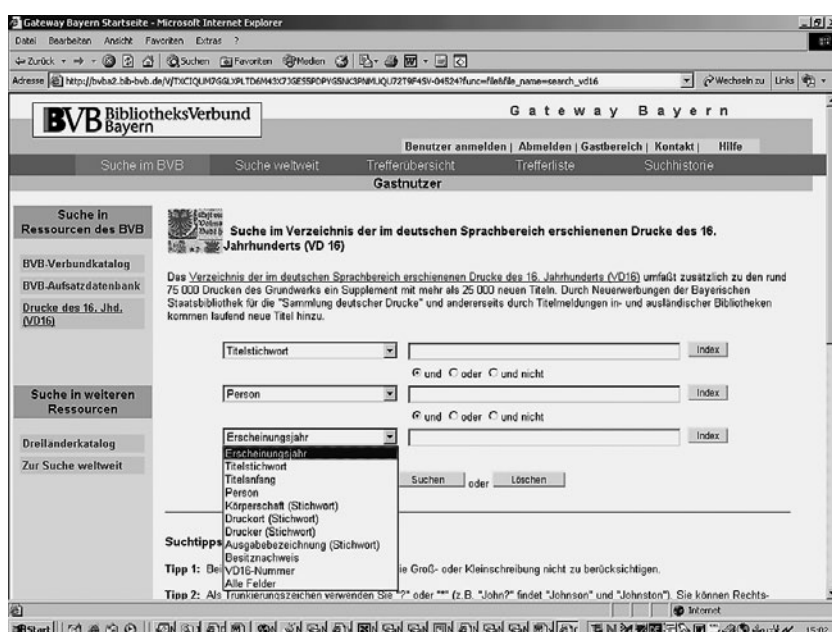 Gateway Bayern Startseite - Microsoft Internet Explorer
Datei Bearbeiten Ansicht Favoriten Extras ?
Zurück Suchen Favoriten Medien
Adresse Wechseln zu Links
BVB BibliotheksVerbund Bayern
Gateway Bayern
Benutzer anmelden | Abmelden | Gastbereich | Kontakt | Hilfe
Suche im BVB Suche weltweit Trefferübersicht Trefferliste Suchhistorie
Gastnutzer
Suche in
Ressourcen des BVB
BVB-Verbundkatalog
BVB-Aufsatzdatenbank
Drucke des 16. Jhd.
(VD16)
Suche in weiteren
Ressourcen
Dreiländerkatalog
Zur Suche weltweit
Suche im Verzeichnis der im deutschen Sprachbereich erschienenen Drucke des 16.
Jahrhunderts (VD 16)
Das Verzeichnis der im deutschen Sprachbereich erschienenen Drucke des 16. Jahrhunderts (VD16) umfaßt zusätzlich zu den rund
75 000 Drucken des Grundwerks ein Supplement mit mehr als 25 000 neuen Titeln. Durch Neuerwerbungen der Bayerischen
Staatsbibliothek für die "Sammlung deutscher Drucke" und andererseits durch Titelmeldungen in- und ausländischer Bibliotheken
kommen laufend neue Titel hinzu.
Titelstichwort Index
und oder und nicht
Person Index
und oder und nicht
Erscheinungsjahr Index
Erscheinungsjahr
Titelstichwort
Titelanfang
Person
Körperschaft (Stichwort)
Druckort (Stichwort)
Drucker (Stichwort)
Ausgabebezeichnung (Stichwort)
Besitznachweis
VD16-Nummer
Alle Felder
Suchen oder Löschen
Suchtipps
Tipp 1: Bei ie Groß- oder Kleinschreibung nicht zu berücksichtigen.
Tipp 2: Als Trunkierungszeichen verwenden Sie "?" oder "*" (z.B. "John?" findet "Johnson" und "Johnston"). Sie können Rechts-
Internet
Start 15:02